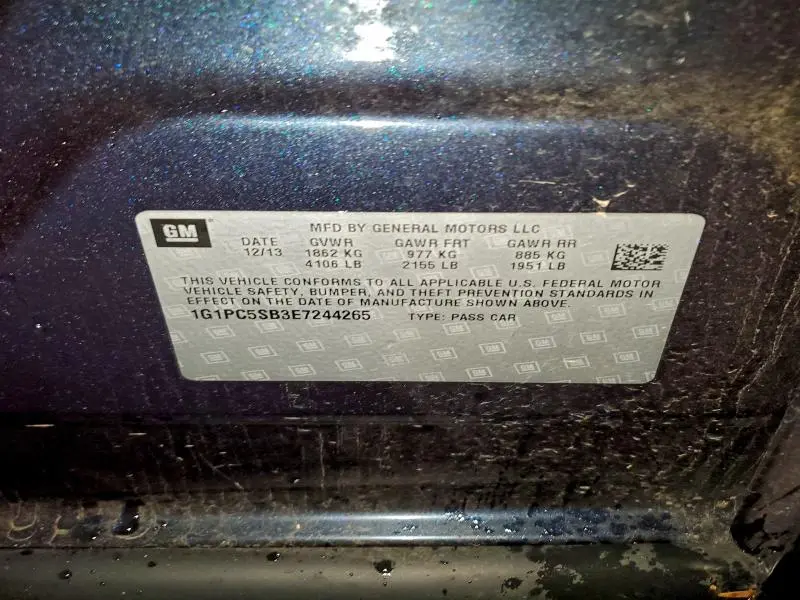 GM
MFD BY GENERAL MOTORS LLC
DATE GVWR GAWR FRT GAWR RR
12/13 1862 KG 977 KG 885 KG
4106 LB 2155 LB 1951 LB
THIS VEHICLE CONFORMS TO ALL APPLICABLE U.S. FEDERAL MOTOR
VEHICLE SAFETY, BUMPER, AND THEFT PREVENTION STANDARDS IN
EFFECT ON THE DATE OF MANUFACTURE SHOWN ABOVE.
1G1PC5SB3E7244265 TYPE: PASS CAR